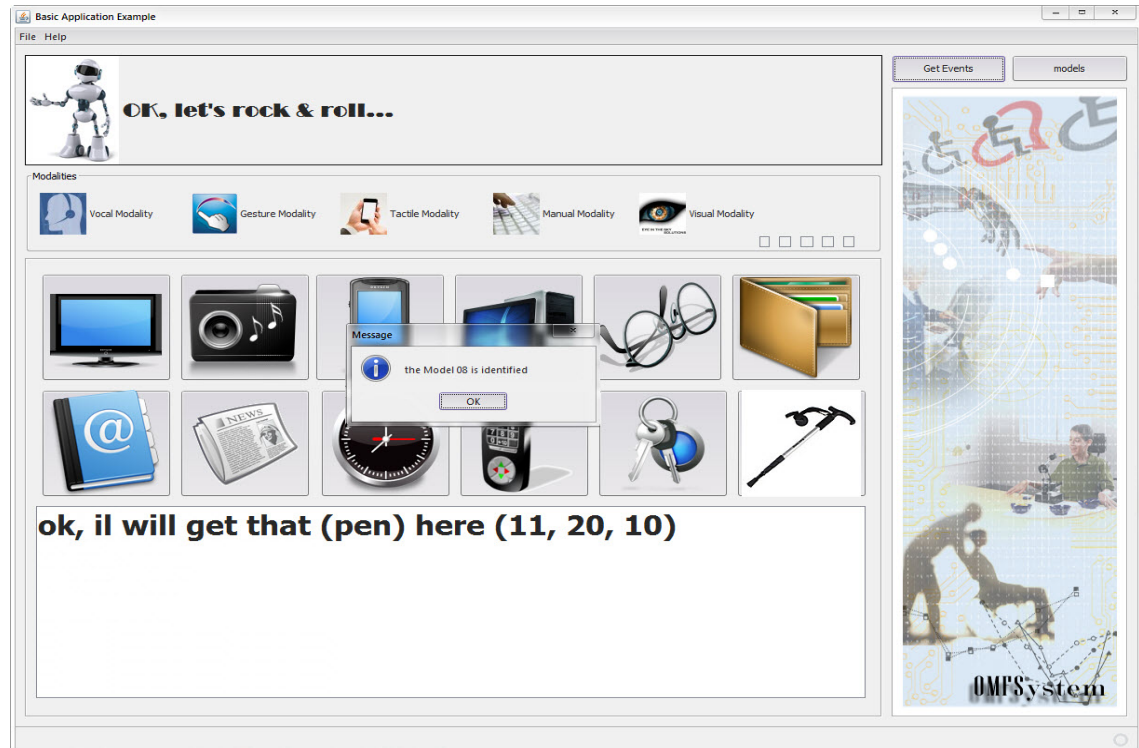 Basic Application Example
File Help
Get Events
models
OK, let's rock & roll...
Modalities
Vocal Modality
Gesture Modality
Tactile Modality
Manual Modality
Visual Modality
Message
the Model 08 is identified
OK
@
NEWS
ok, il will get that (pen) here (11, 20, 10)
OMFSystem